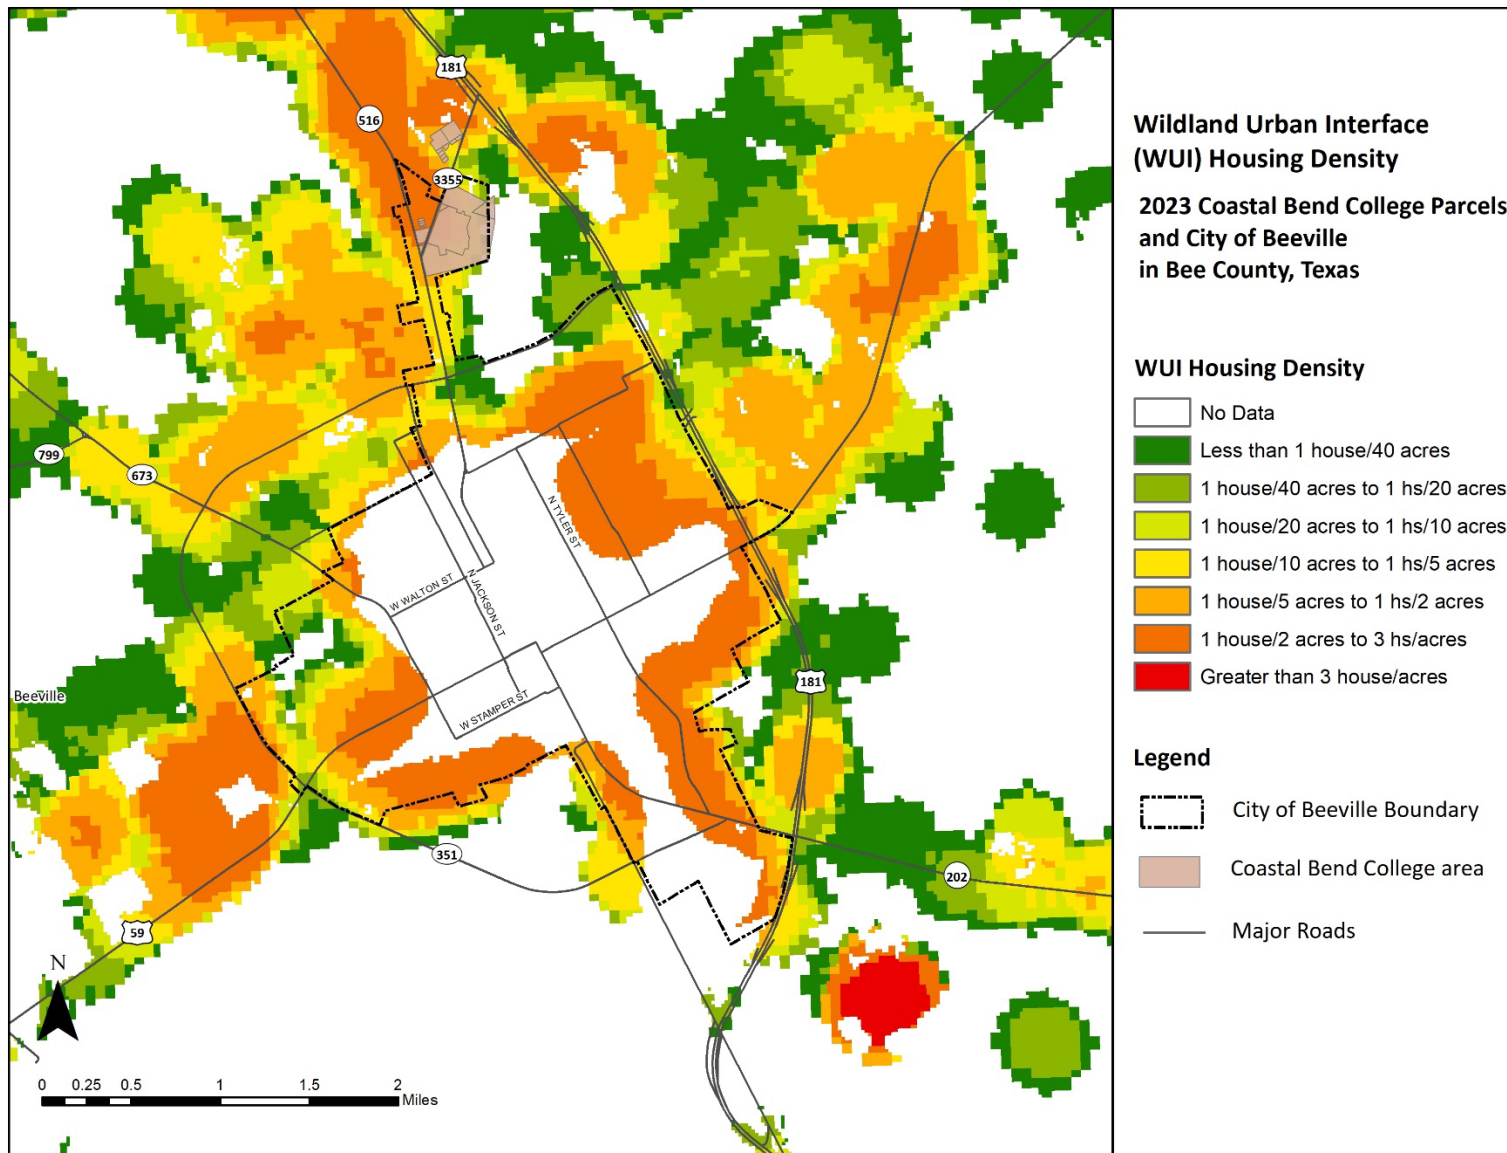 181
516
3355
799
673
N TYLER ST
W WALTON ST
N JACKSON ST
Beeville
181
W STAMPER ST
351
202
59
N
0 0.25 0.5 1 1.5 2
Miles
Wildland Urban Interface
(WUI) Housing Density
2023 Coastal Bend College Parcels
and City of Beeville
in Bee County, Texas
WUI Housing Density
No Data
Less than 1 house/40 acres
1 house/40 acres to 1 hs/20 acres
1 house/20 acres to 1 hs/10 acres
1 house/10 acres to 1 hs/5 acres
1 house/5 acres to 1 hs/2 acres
1 house/2 acres to 3 hs/acres
Greater than 3 house/acres
Legend
City of Beeville Boundary
Coastal Bend College area
Major Roads